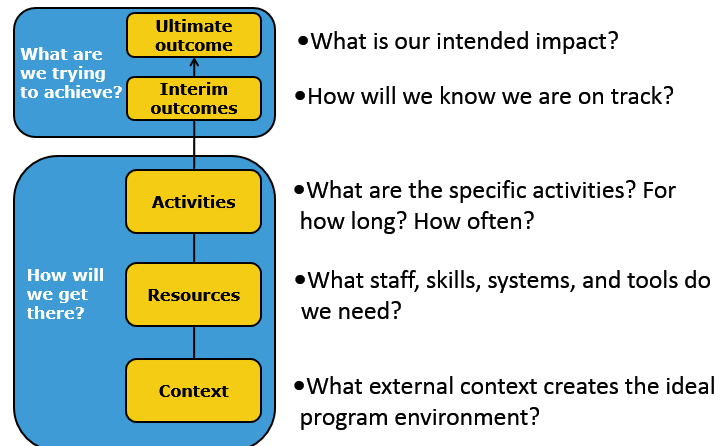 What are
we trying
to achieve?
Ultimate
outcome
•What is our intended impact?
Interim
outcomes
•How will we know we are on track?
How will
we get
there?
Activities
•What are the specific activities? For
how long? How often?
Resources
•What staff, skills, systems, and tools do
we need?
Context
•What external context creates the ideal
program environment?